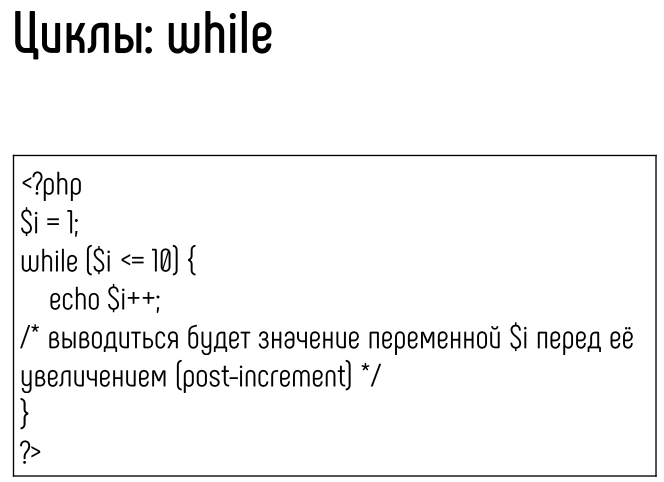 Циклы: while
<?php
$i = 1;
while ($i <= 10) {
echo $i++;
/* выводиться будет значение переменной $i перед её
увеличением (post-increment) */
}
?>